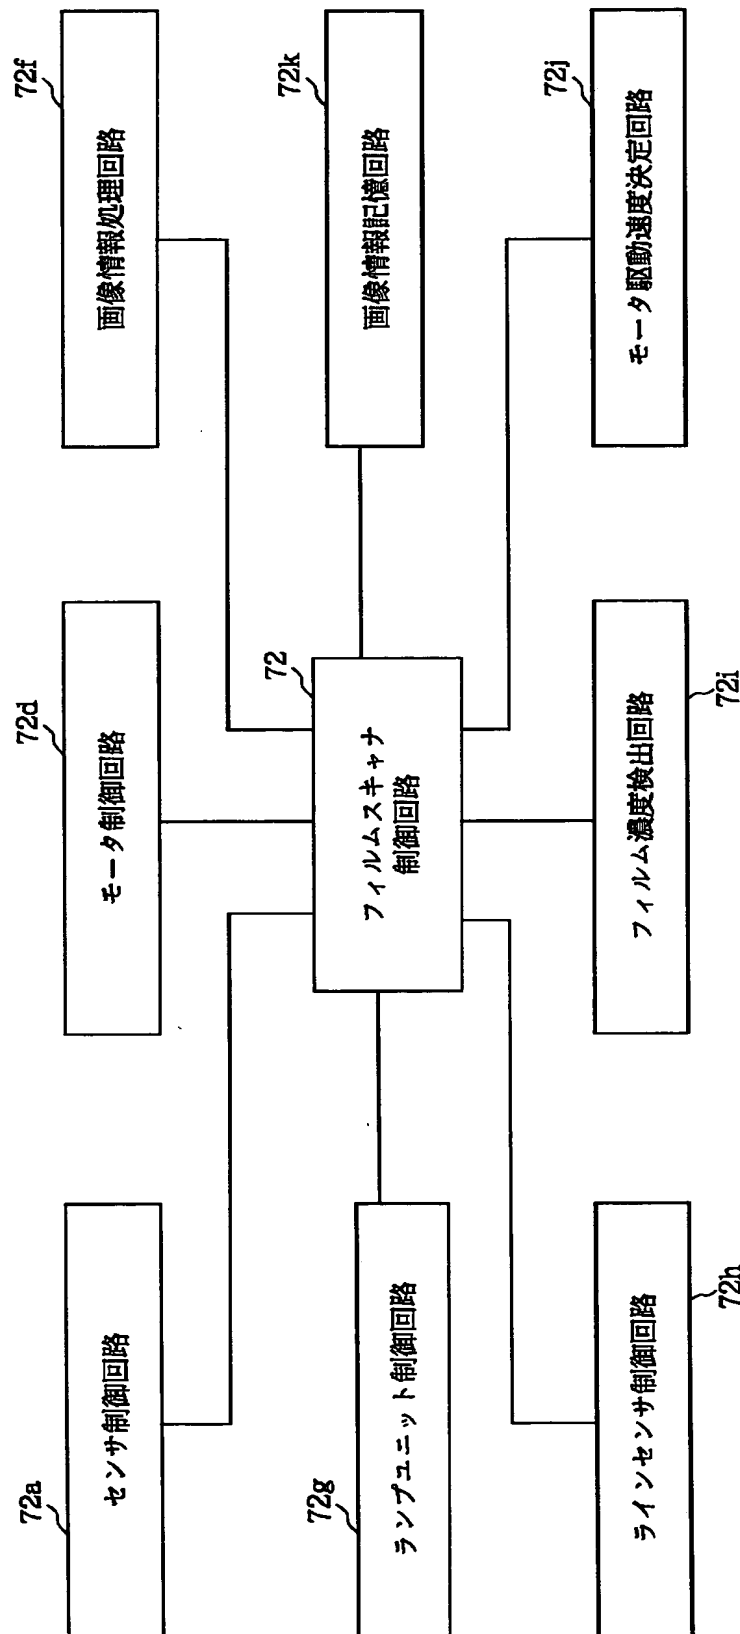 72a
センサ制御回路
72d
モータ制御回路
72f
画像情報処理回路
72g
ランプユニット制御回路
72
フィルムスキャナ
制御回路
72k
画像情報記憶回路
ラインセンサ制御回路
72h
フィルム濃度検出回路
72i
モータ駆動速度決定回路
72j